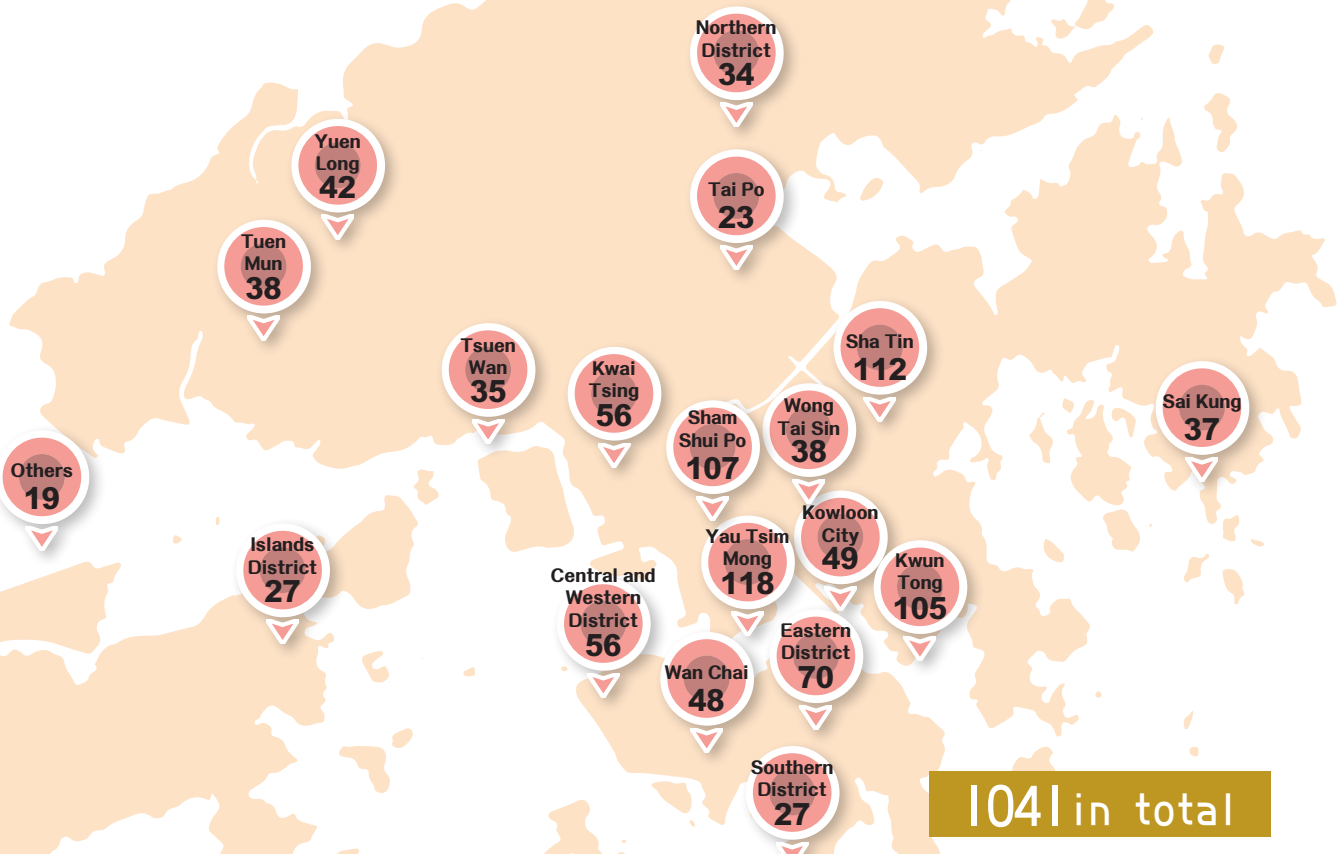 Northern
District
34
Yuen
Long
42
Tai Po
23
Tuen
Mun
38
Tsuen
Wan
35
Kwai
Tsing
56
Sha Tin
112
Sham
Shui Po
107
Wong
Tai Sin
38
Sai Kung
37
Others
19
Islands
District
27
Central and
Western
District
56
Yau Tsim
Mong
118
Kowloon
City
49
Kwun
Tong
105
Wan Chai
48
Eastern
District
70
Southern
District
27
1041 in total